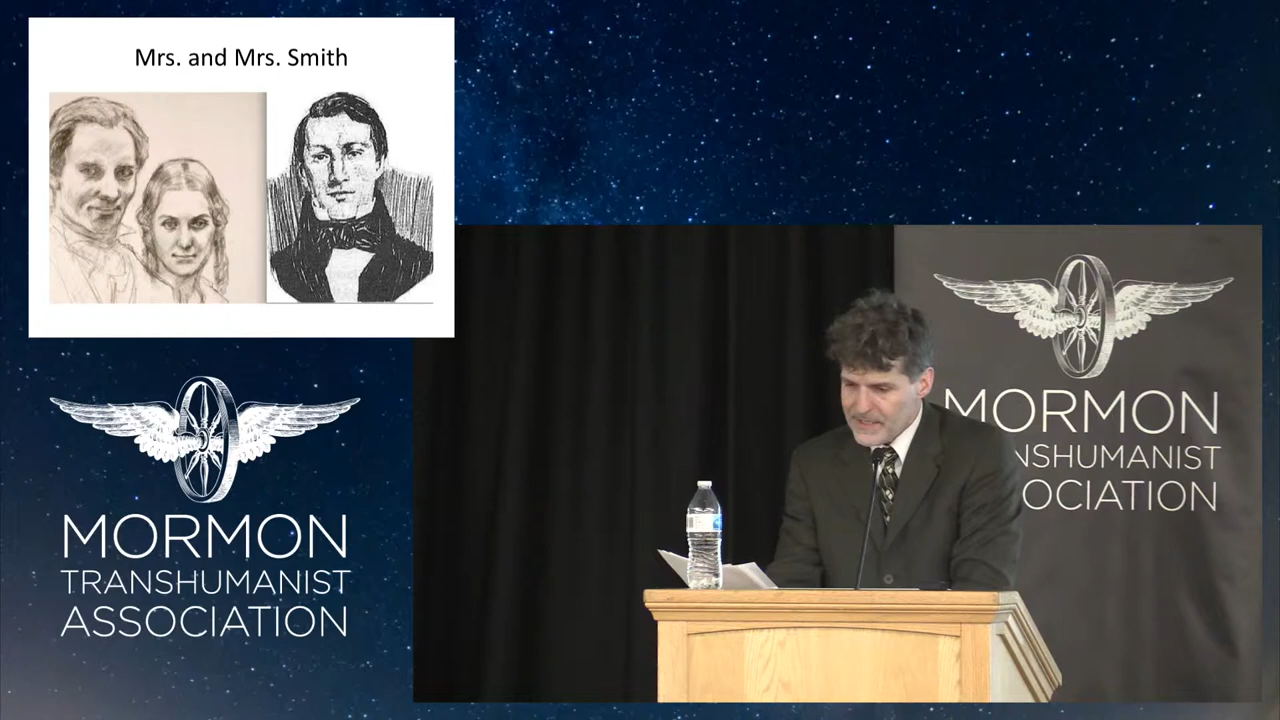 Mrs. and Mrs. Smith
MORMON
TRANSHUMANIST
ASSOCIATION
MORMON
NSHUMANIST
OCIATION